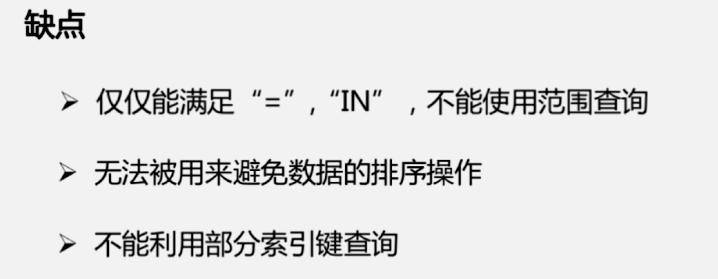 缺点
➢ 仅仅能满足“=”,“IN”,不能使用范围查询
➢ 无法被用来避免数据的排序操作
➢ 不能利用部分索引键查询